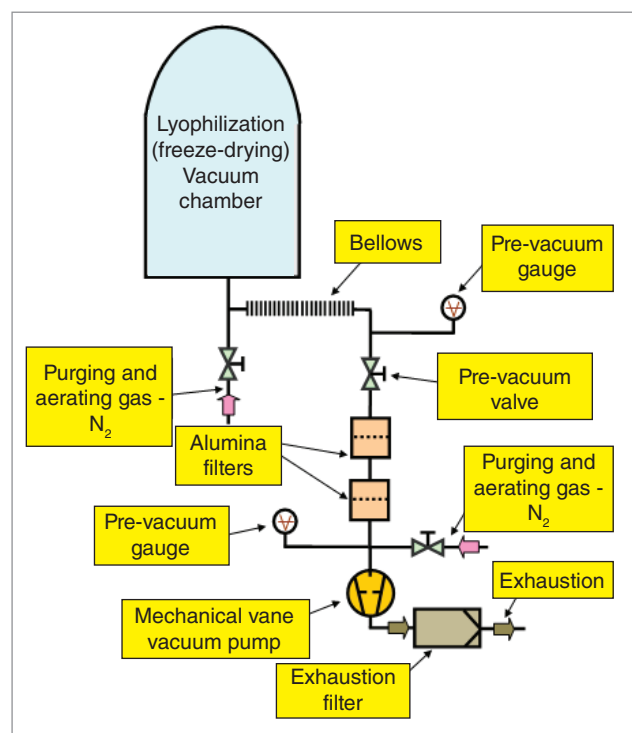 Lyophilization
(freeze-drying)
Vacuum
chamber
Bellows
Pre-vacuum
gauge
Purging and
aerating gas -
N₂
Pre-vacuum
valve
Alumina
filters
Purging and
aerating gas -
N₂
Pre-vacuum
gauge
Exhaustion
Mechanical vane
vacuum pump
Exhaustion
filter